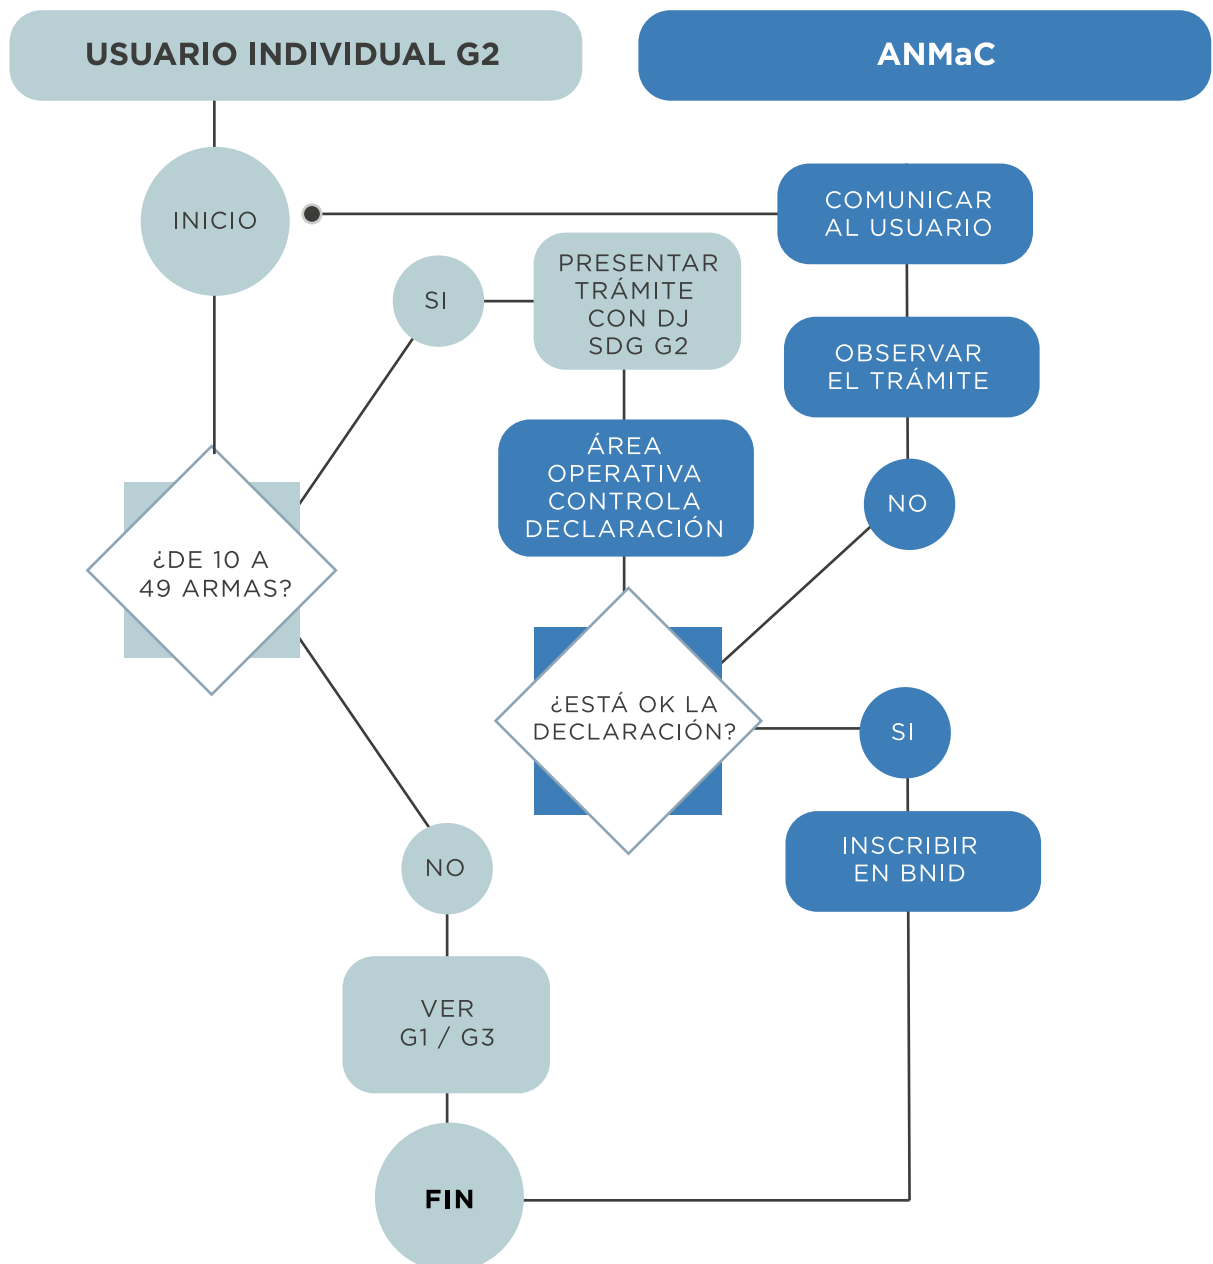 USUARIO INDIVIDUAL G2
ANMaC
INICIO
COMUNICAR
AL USUARIO
SI
PRESENTAR
TRÁMITE
CON DJ
SDG G2
OBSERVAR
EL TRÁMITE
ÁREA
OPERATIVA
CONTROLA
DECLARACIÓN
NO
¿DE 10 A
49 ARMAS?
¿ESTÁ OK LA
DECLARACIÓN?
SI
INSCRIBIR
EN BNID
NO
VER
G1 / G3
FIN